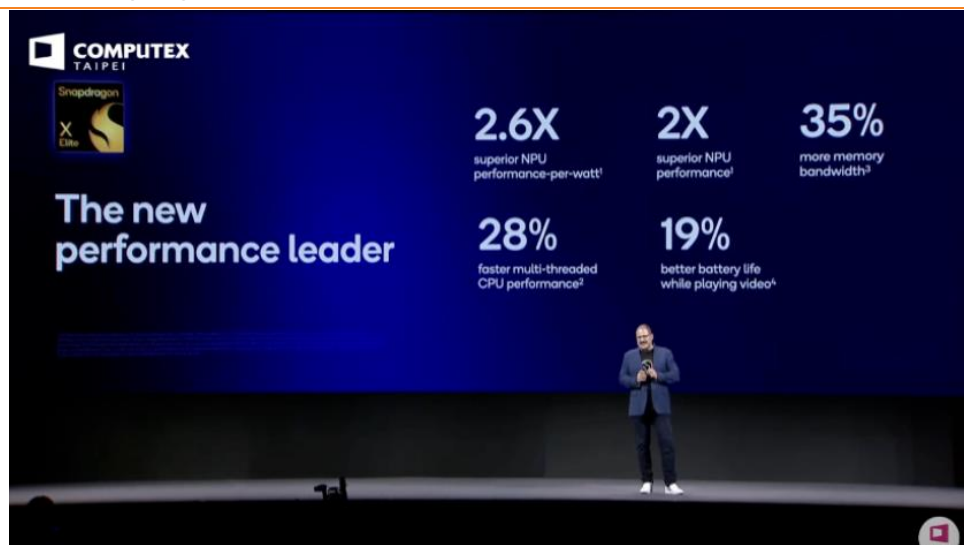 COMPUTEX
TAIPEI
Snapdragon
X
Elite
The new
performance leader
2.6X
superior NPU
performance-per-watt¹
2X
superior NPU
performance¹
35%
more memory
bandwidth³
28%
faster multi-threaded
CPU performance²
19%
better battery life
while playing video⁴